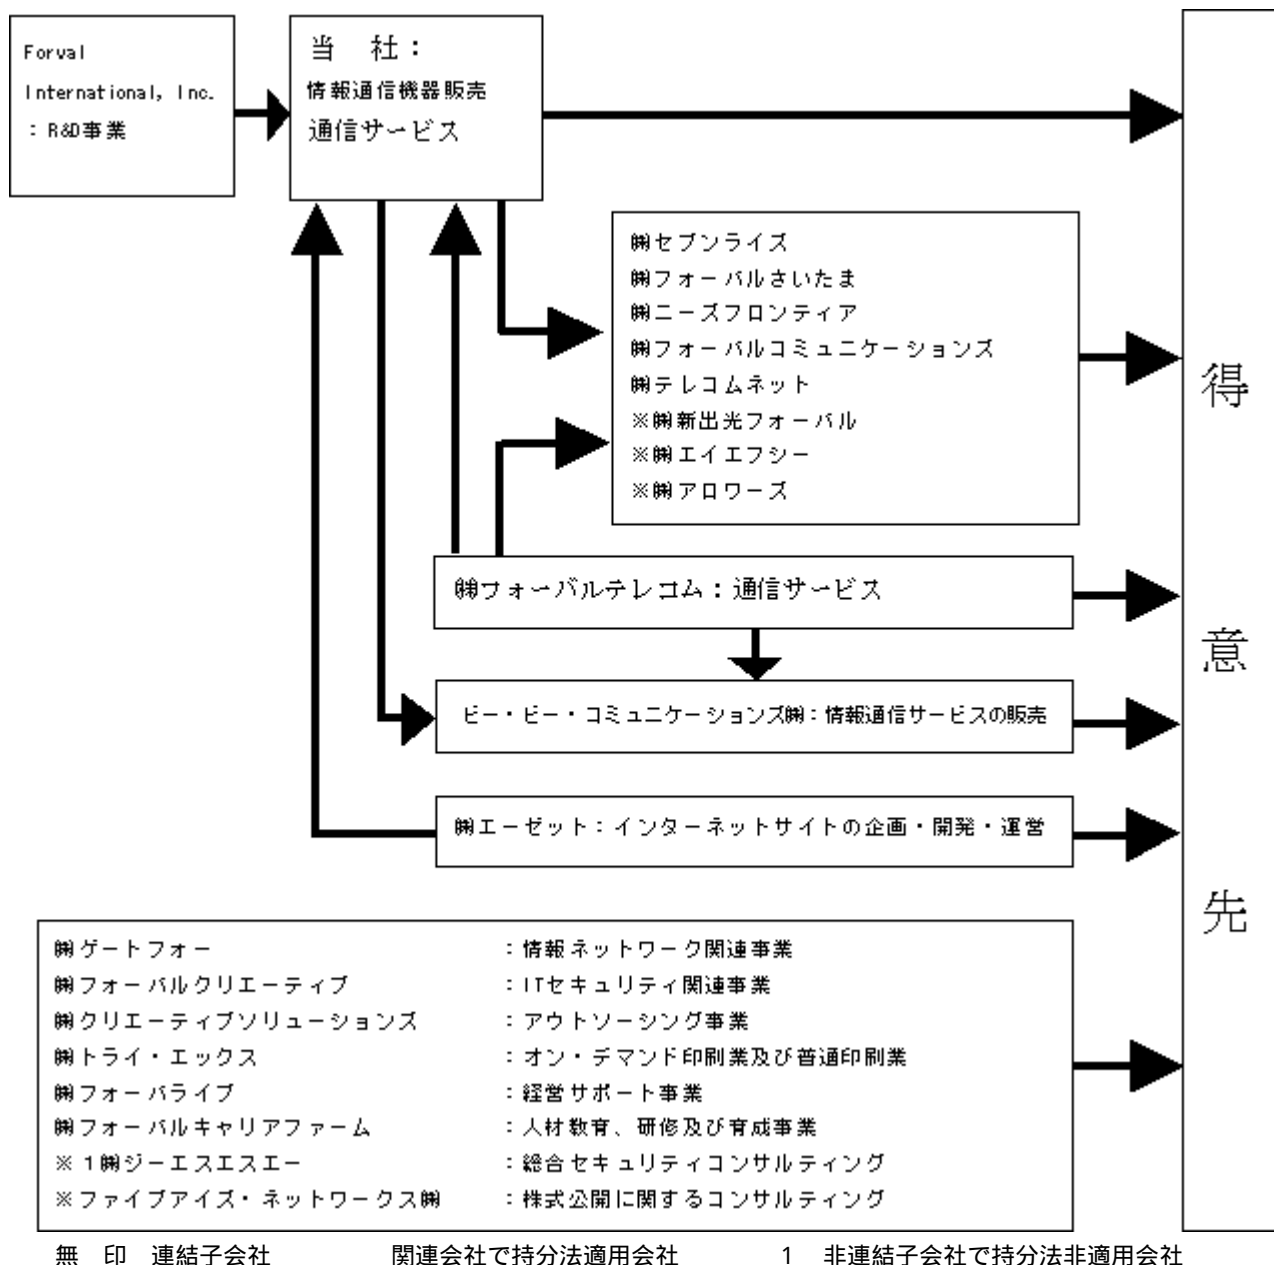 Forval
International, Inc.
：R&D事業
当　社：
情報通信機器販売
通信サービス
㈱セブンライズ
㈱フォーバルさいたま
㈱ニーズフロンティア
㈱フォーバルコミュニケーションズ
㈱テレコムネット
※㈱新出光フォーバル
※㈱エイエフシー
※㈱アロワーズ
㈱フォーバルテレコム：通信サービス
ビー・ビー・コミュニケーションズ㈱：情報通信サービスの販売
㈱エーゼット：インターネットサイトの企画・開発・運営
得意先
㈱ゲートフォー　：情報ネットワーク関連事業
㈱フォーバルクリエーティブ　：ITセキュリティ関連事業
㈱クリエーティブソリューションズ　：アウトソーシング事業
㈱トライ・エックス　：オン・デマンド印刷業及び普通印刷業
㈱フォーバライブ　：経営サポート事業
㈱フォーバルキャリアファーム　：人材教育、研修及び育成事業
※1㈱ジーエスエスエー　：総合セキュリティコンサルティング
※ファイブアイズ・ネットワークス㈱　：株式公開に関するコンサルティング
無　印　連結子会社　関連会社で持分法適用会社　1　非連結子会社で持分法非適用会社